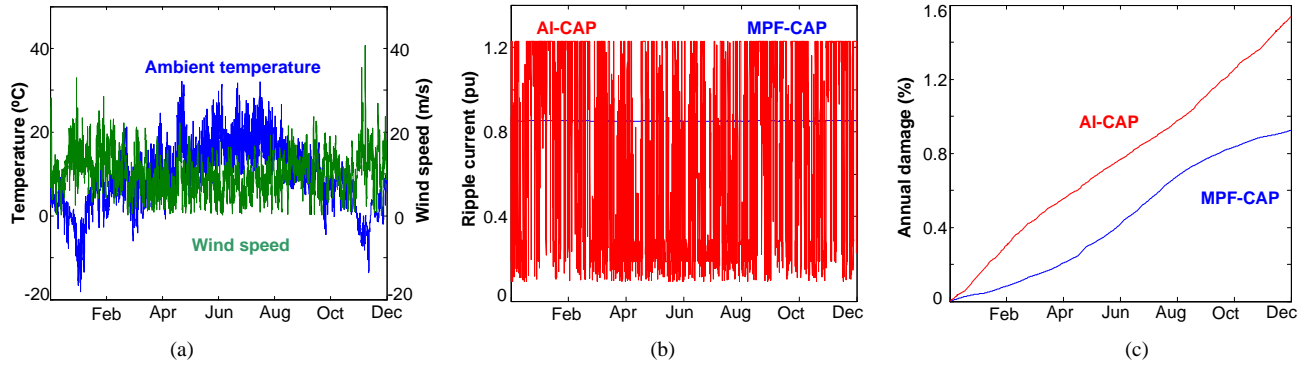 40
20
0
-20
Temperature (ºC)
Ambient temperature
Wind speed
40
20
0
-20
Wind speed (m/s)
Feb Apr Jun Aug Oct Dec
(a)
1.2
0.8
0.4
0
Ripple current (pu)
Al-CAP
MPF-CAP
Feb Apr Jun Aug Oct Dec
(b)
1.6
1.2
0.8
0.4
0
Annual damage (%)
Al-CAP
MPF-CAP
Feb Apr Jun Aug Oct Dec
(c)